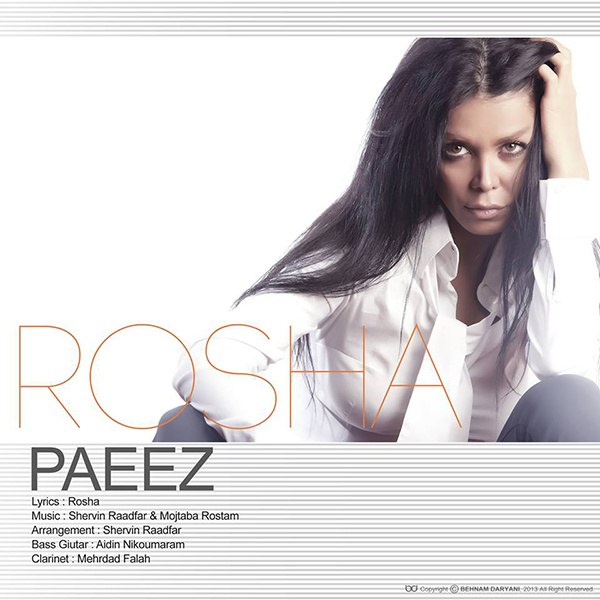 ROSHA
PAEEZ
Lyrics : Rosha
Music : Shervin Raadfar & Mojtaba Rostam
Arrangement : Shervin Raadfar
Bass Giutar : Aidin Nikoumaram
Clarinet : Mehrdad Falah
Copyright © BEHNAM DARYANI, 2013 All Right Reserved